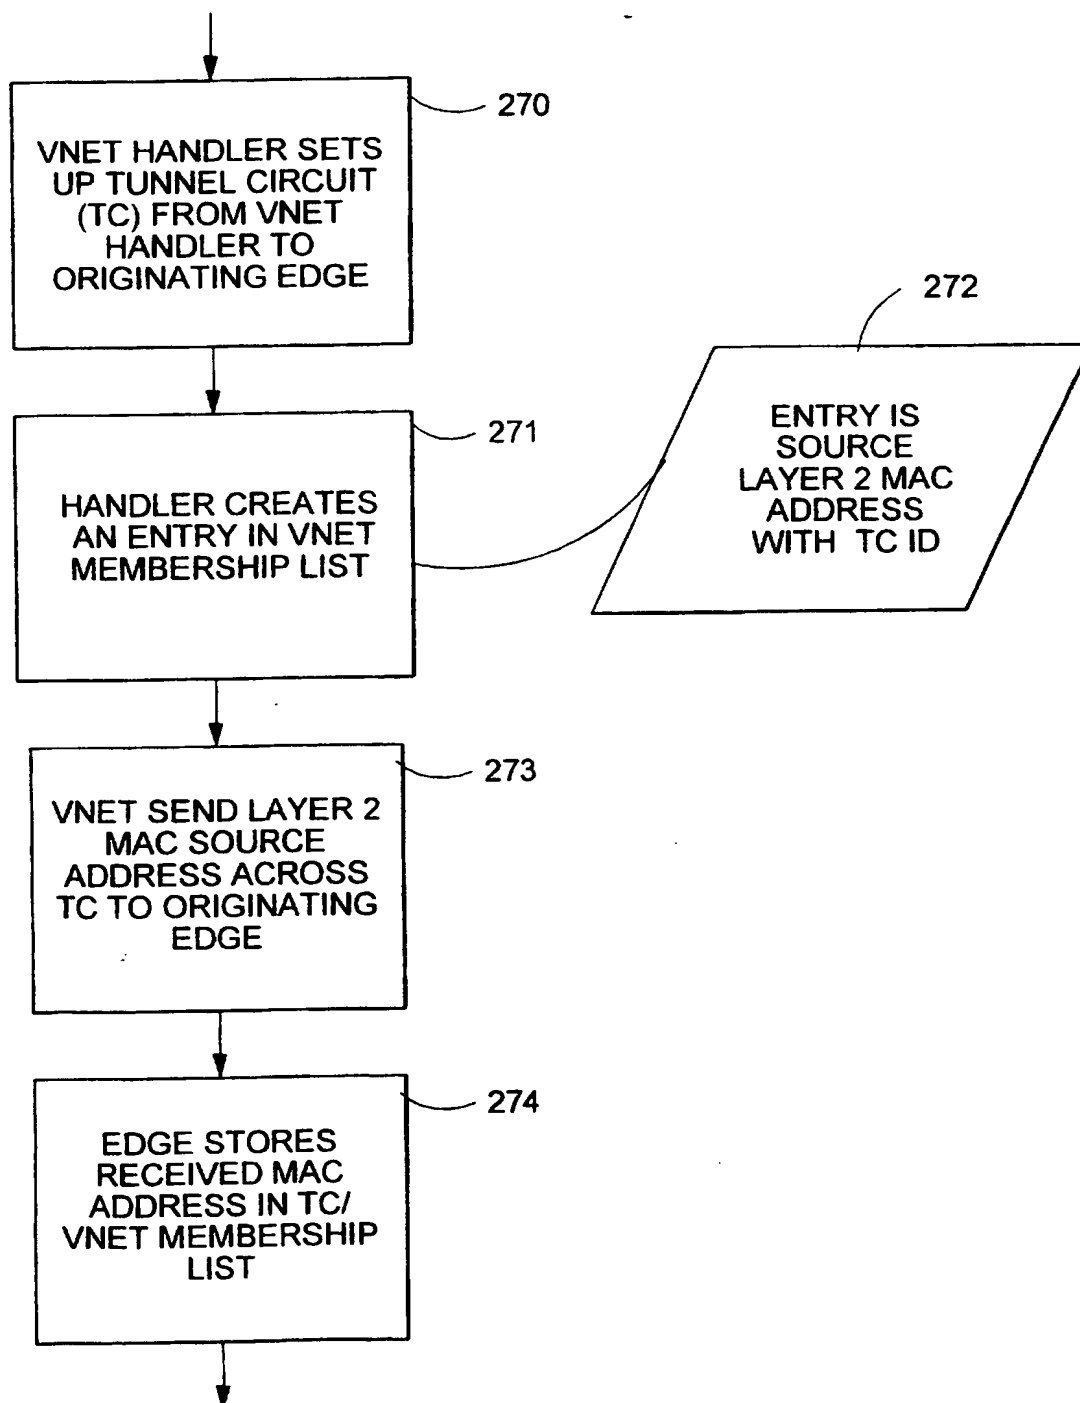 270
VNET HANDLER SETS
UP TUNNEL CIRCUIT
(TC) FROM VNET
HANDLER TO
ORIGINATING EDGE
272
271
HANDLER CREATES
AN ENTRY IN VNET
MEMBERSHIP LIST
ENTRY IS
SOURCE
LAYER 2 MAC
ADDRESS
WITH TC ID
273
VNET SEND LAYER 2
MAC SOURCE
ADDRESS ACROSS
TC TO ORIGINATING
EDGE
274
EDGE STORES
RECEIVED MAC
ADDRESS IN TC/
VNET MEMBERSHIP
LIST